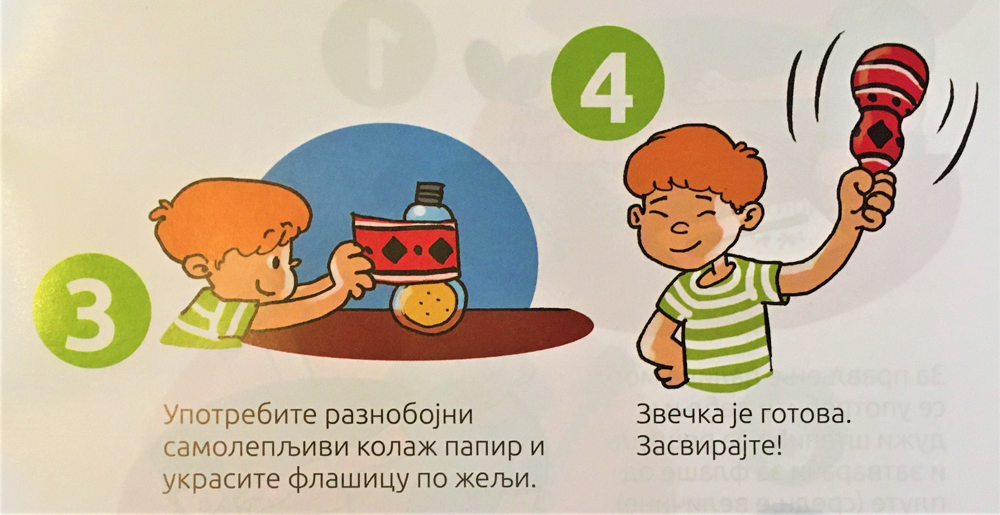 3
Употребите разнобојни
самолепљиви колаж папир и
украсите флашицу по жељи.
4
Звечка је готова.
Засвирајте!